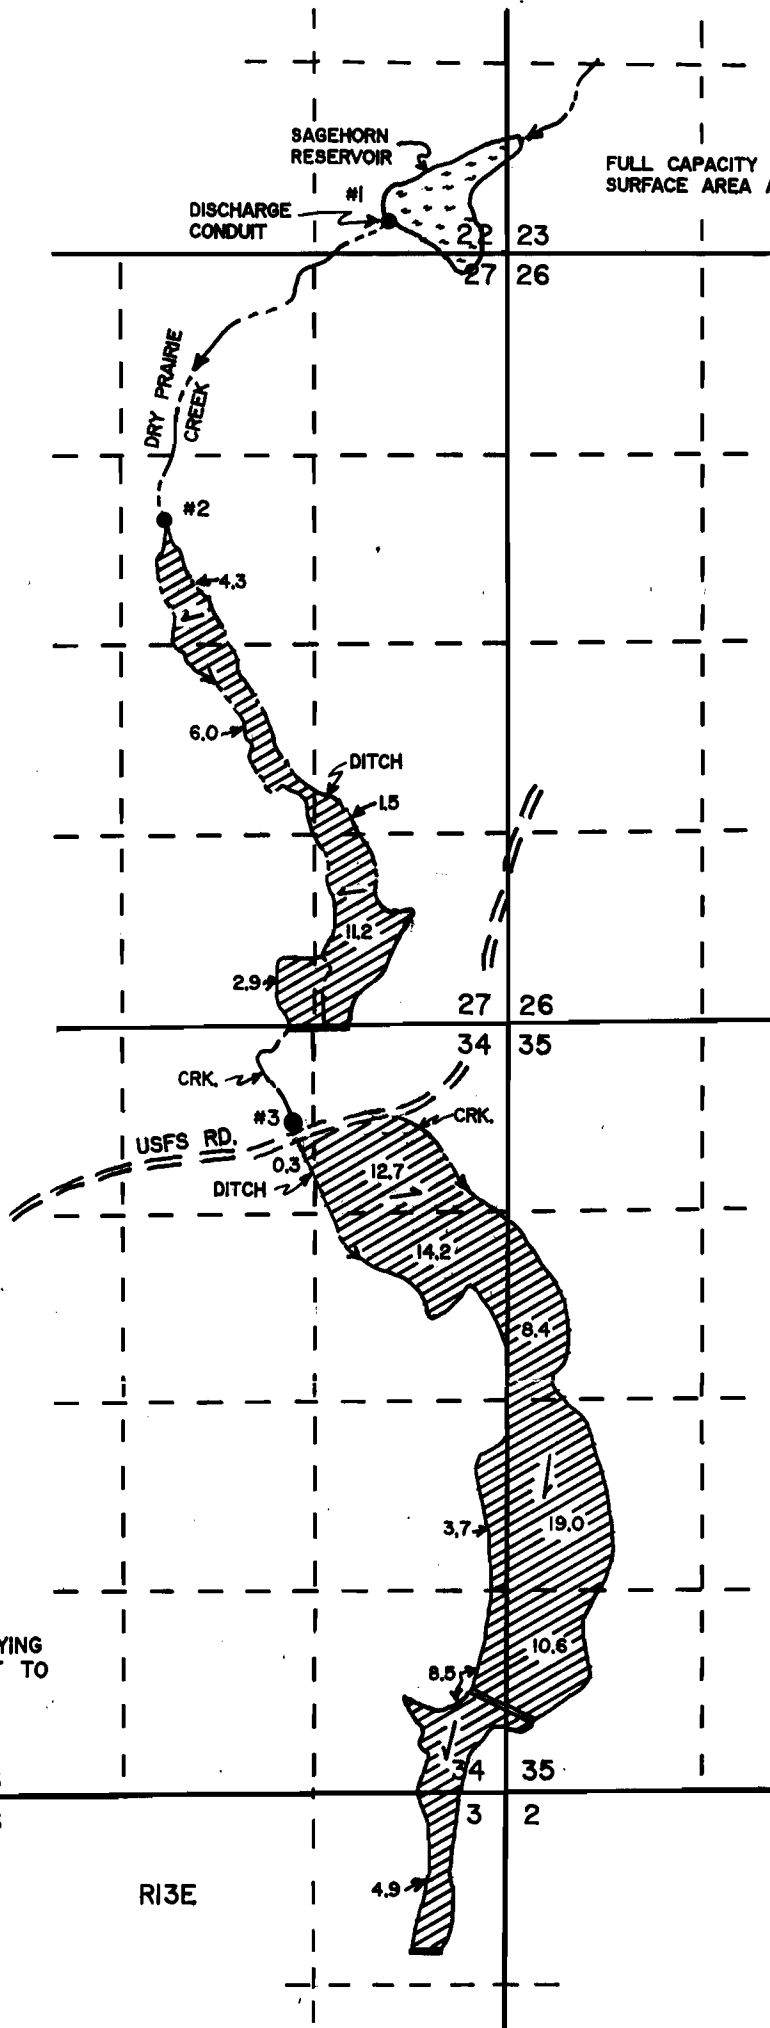 SAGEHORN
RESERVOIR
FULL CAPACITY
SURFACE AREA
#1
DISCHARGE
CONDUIT
22 23
27 26
DRY PRAIRIE
CREEK
#2
4.3
6.0
DITCH
1.5
11.2
2.9
27 26
34 35
CRK.
#3
CRK.
USFS RD.
0.3
12.7
DITCH
14.2
8.4
3.7
19.0
10.6
YING
TO
8.5
34 35
3 2
4.9
R13E